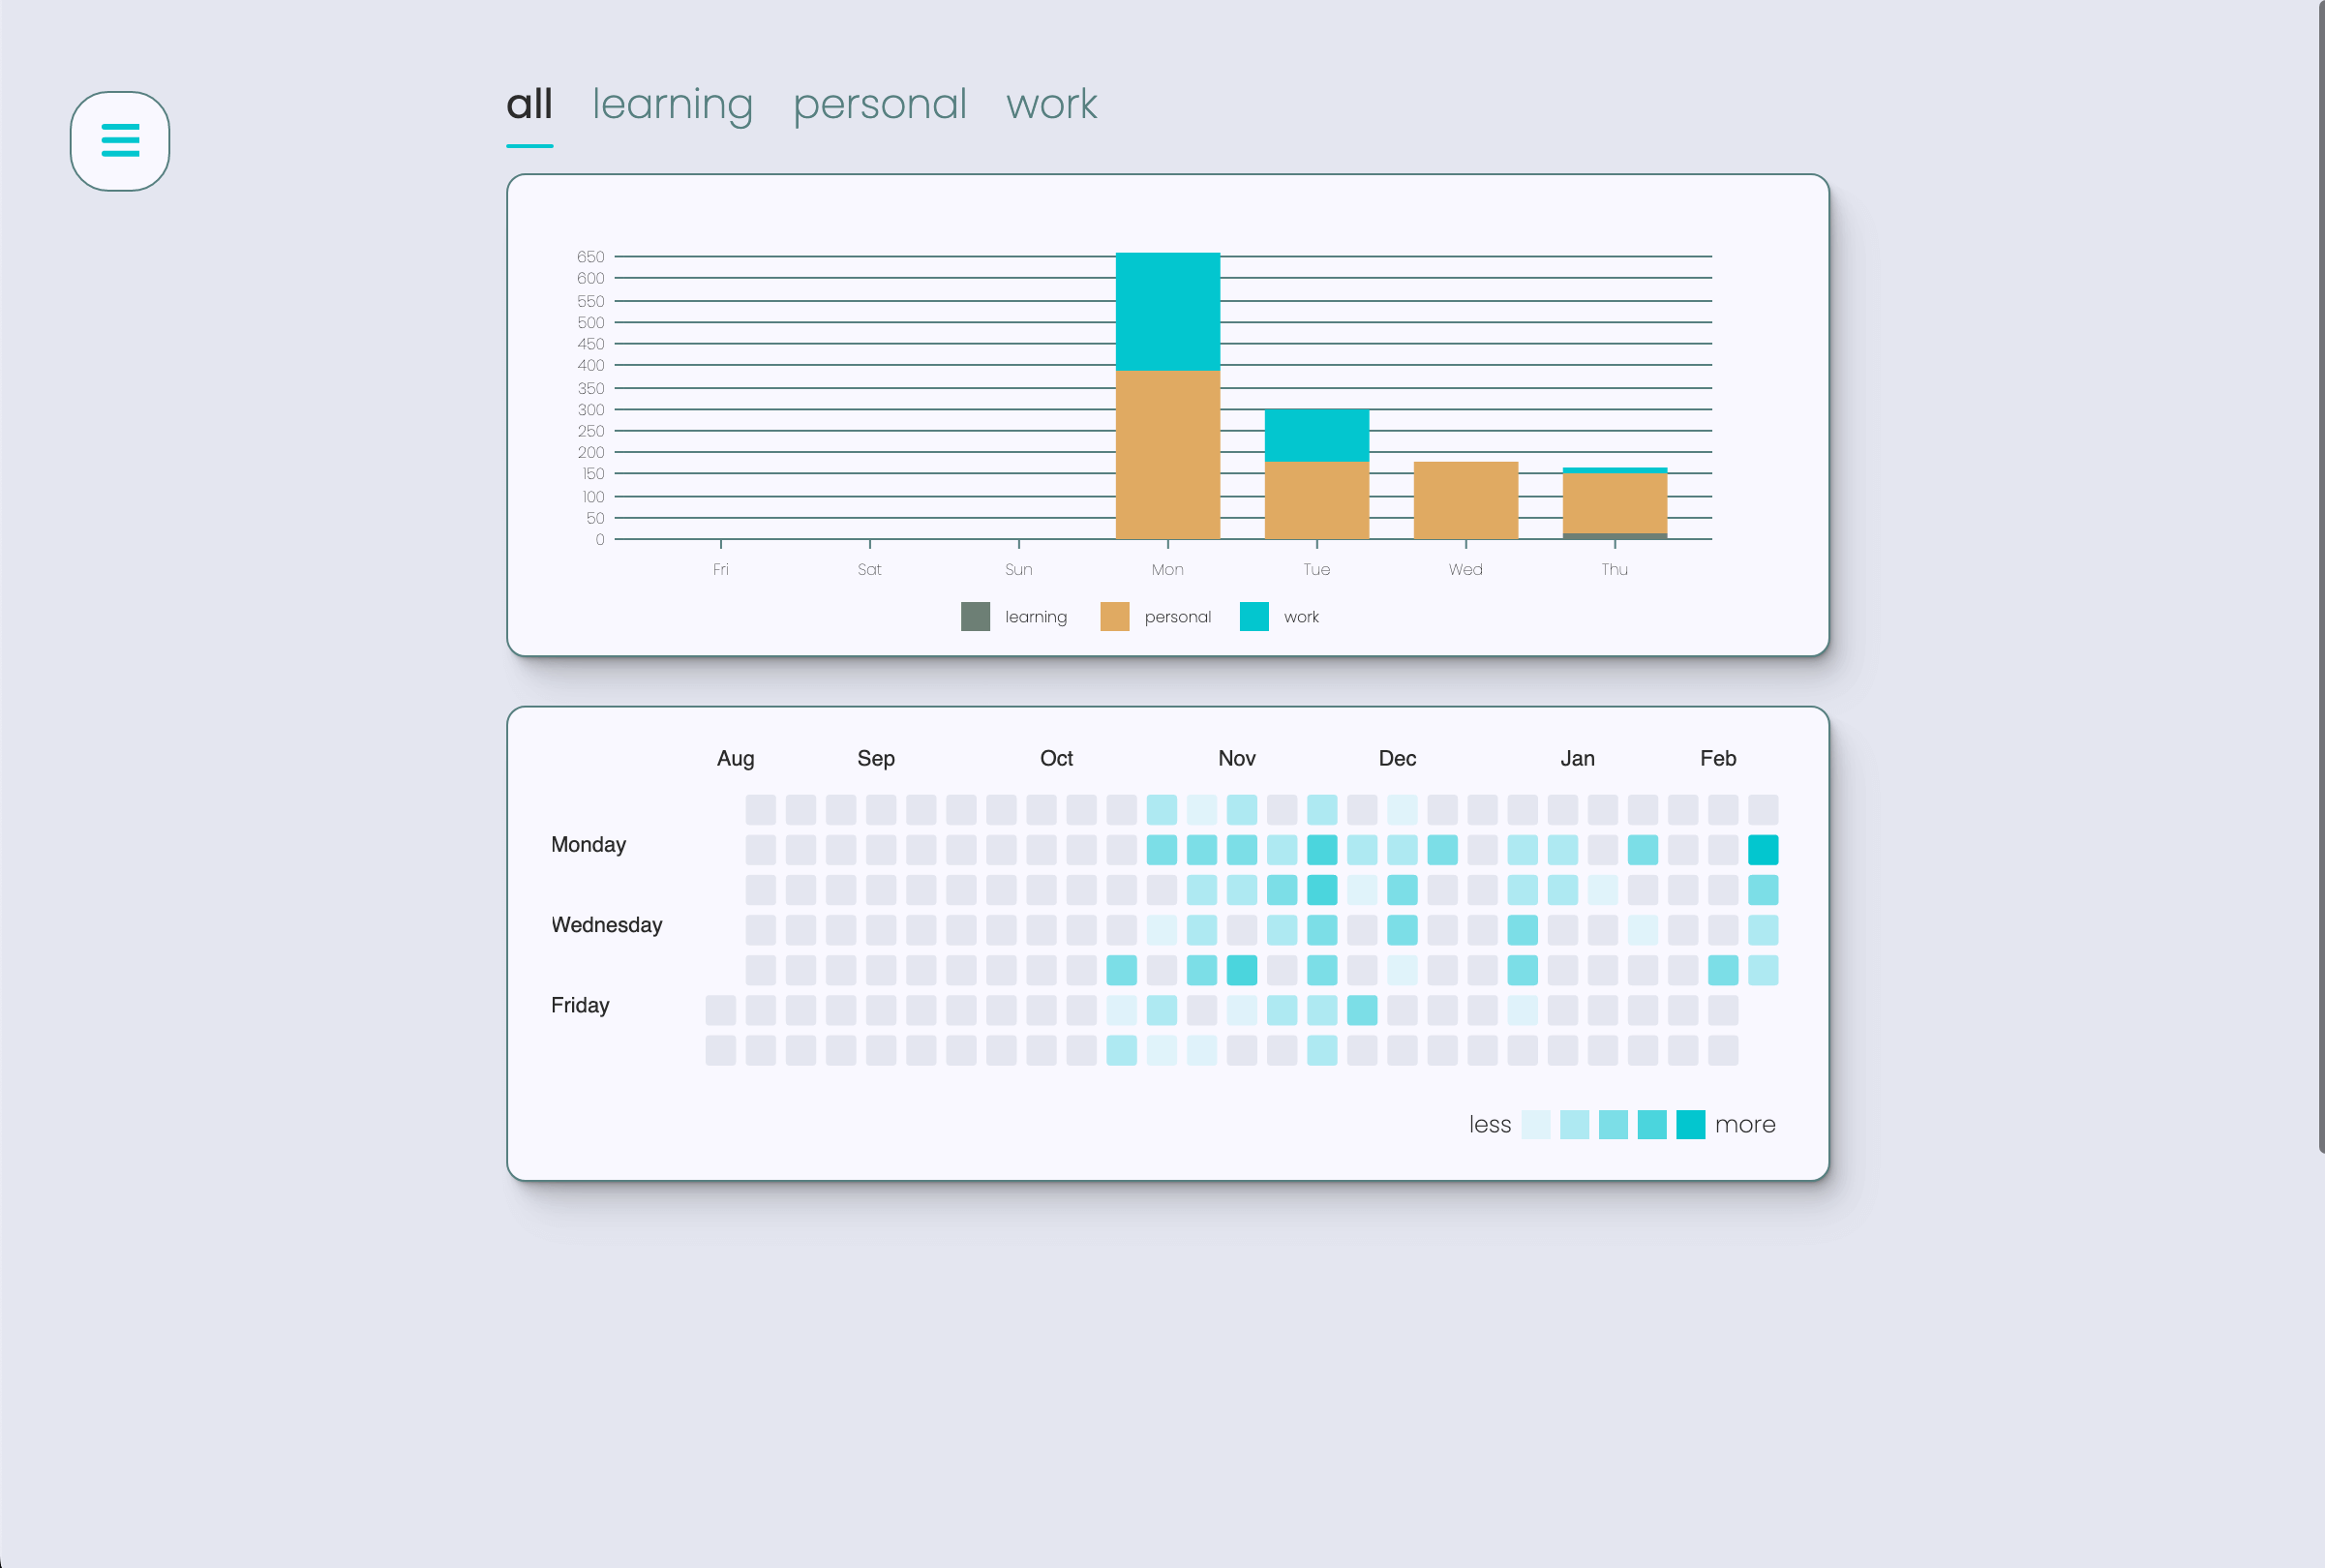 all learning personal work
650
600
550
500
450
400
350
300
250
200
150
100
50
0
Fri Sat Sun Mon Tue Wed Thu
learning personal work
Aug Sep Oct Nov Dec Jan Feb
Monday
Wednesday
Friday
less more